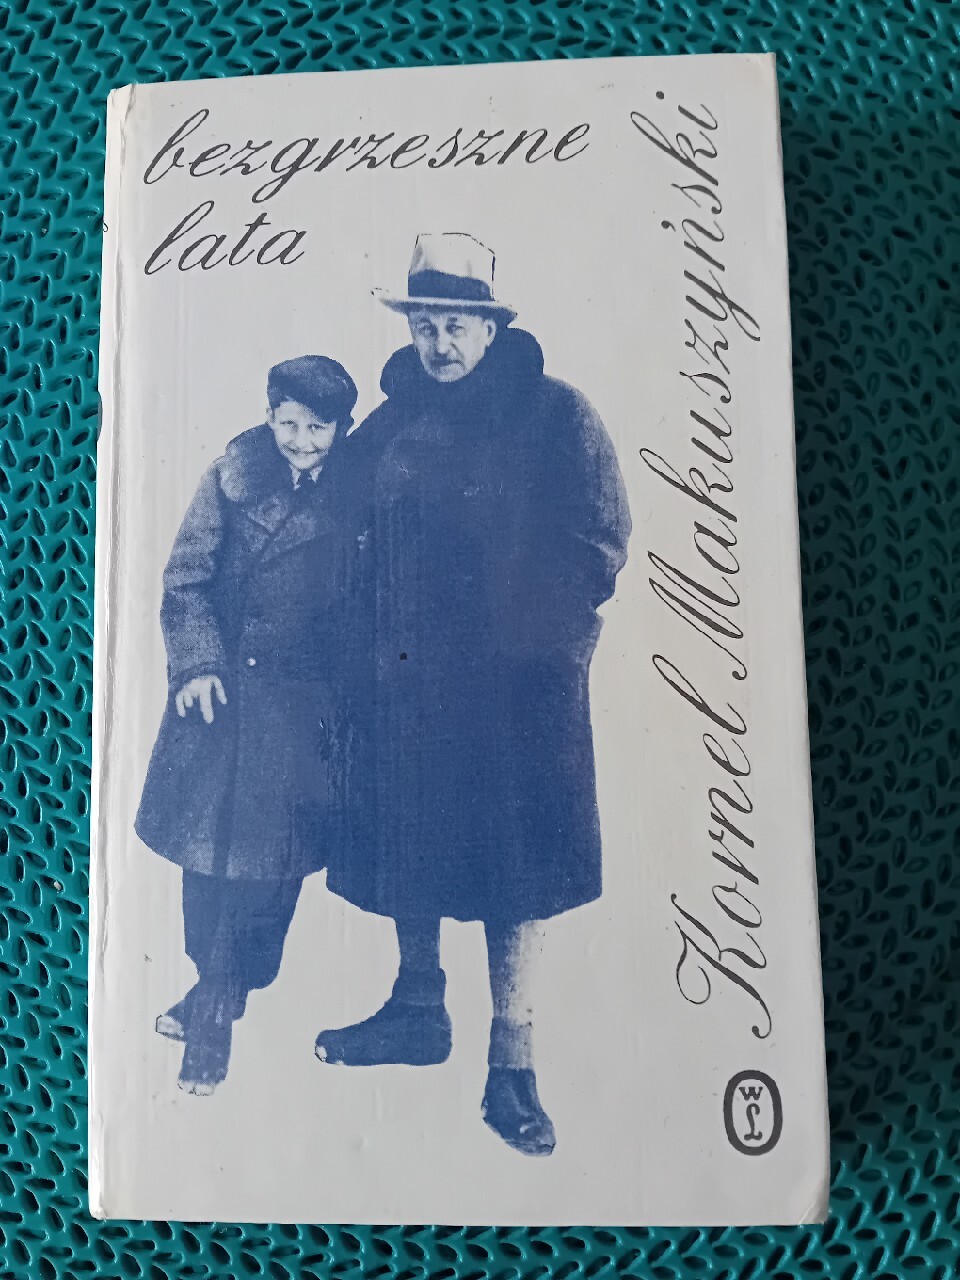 bezgrzeszne
lata
Kornel Makuszyński
WL